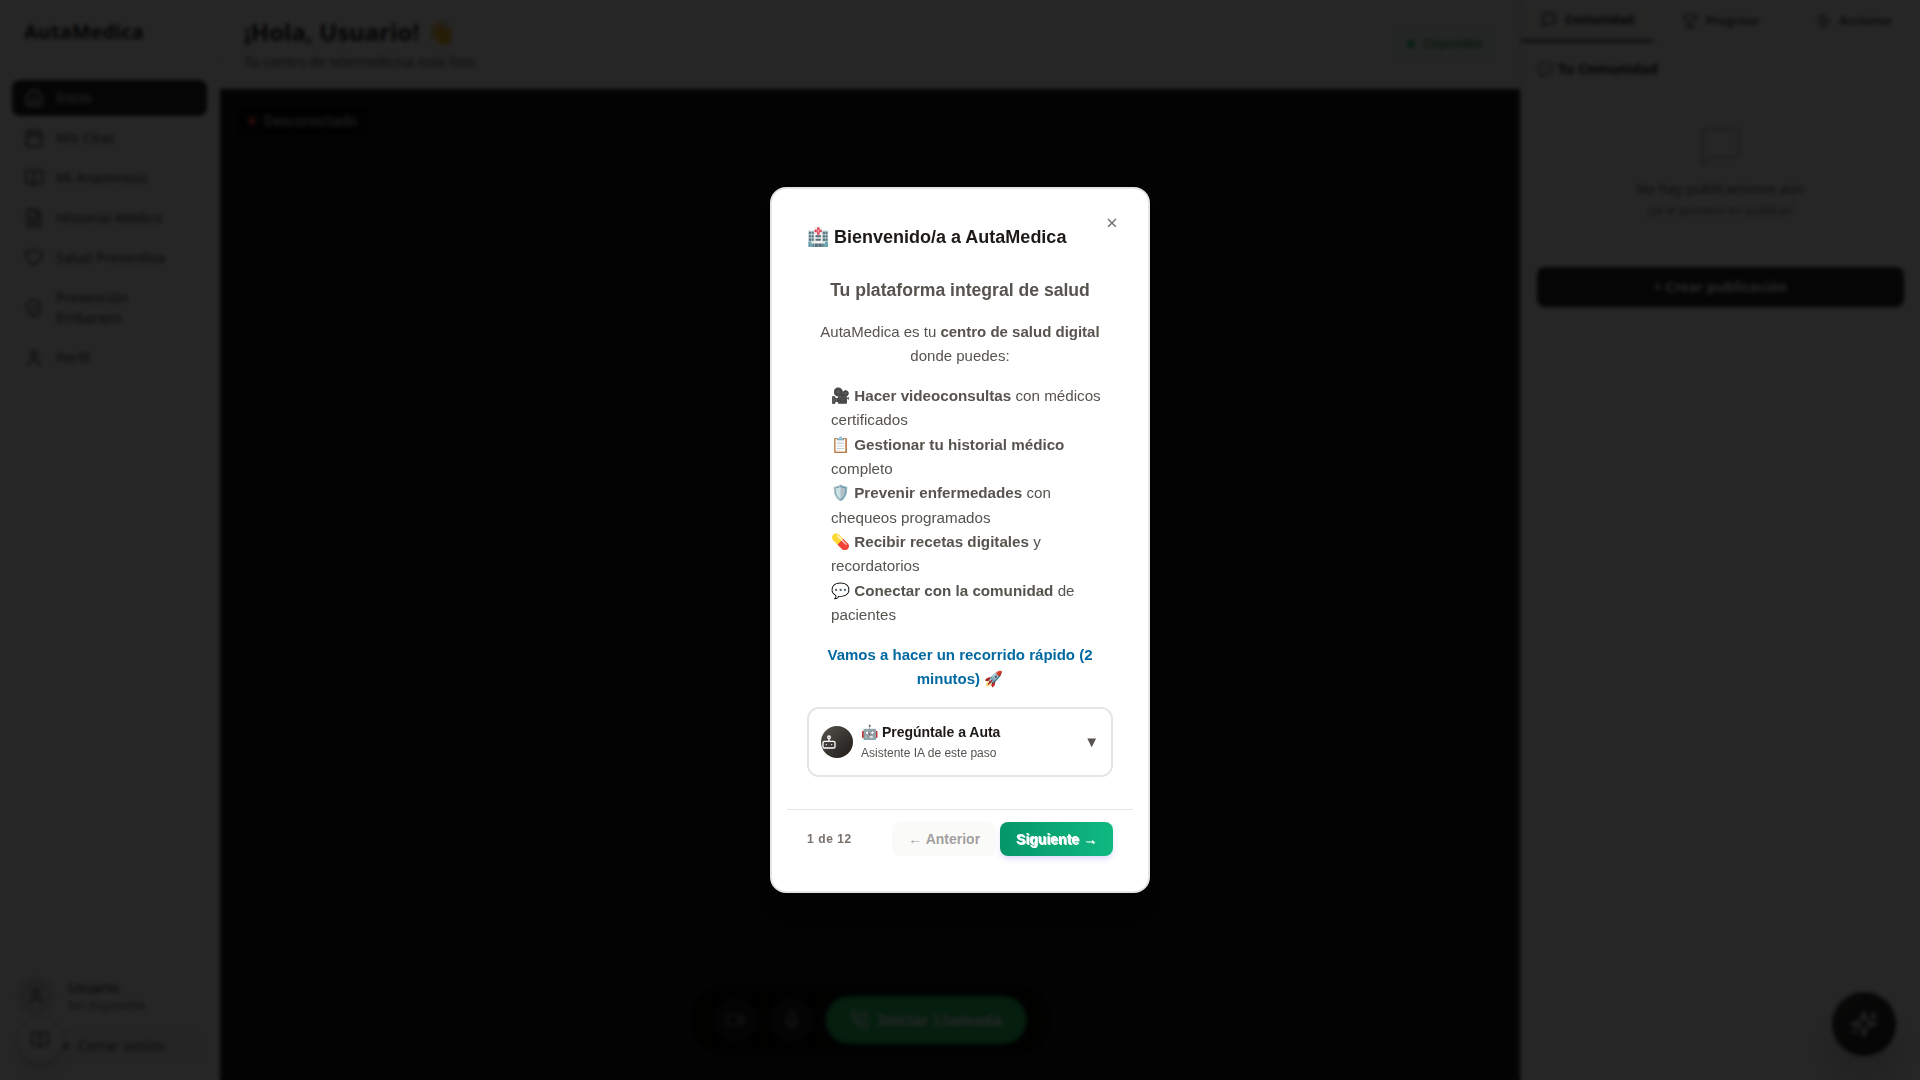 AutaMedica
Inicio
Mis Citas
Mi Anamnesis
Historial Médico
Salud Preventiva
Prevención
Embarazo
Perfil
Usuario
No disponible
Cerrar sesión
¡Hola, Usuario! 👋
Tu centro de telemedicina está listo
Disponible
Desconectado
🏥 Bienvenido/a a AutaMedica
×
Tu plataforma integral de salud
AutaMedica es tu centro de salud digital
donde puedes:
🎥 Hacer videoconsultas con médicos
certificados
📋 Gestionar tu historial médico
completo
🛡️ Prevenir enfermedades con
chequeos programados
💊 Recibir recetas digitales y
recordatorios
💬 Conectar con la comunidad de
pacientes
Vamos a hacer un recorrido rápido (2
minutos) 🚀
🤖 Pregúntale a Auta
Asistente IA de este paso
▼
1 de 12
← Anterior
Siguiente →
Iniciar Llamada
Comunidad
Progreso
Acciones
💬 Tu Comunidad
No hay publicaciones aún
Sé el primero en publicar
+ Crear publicación